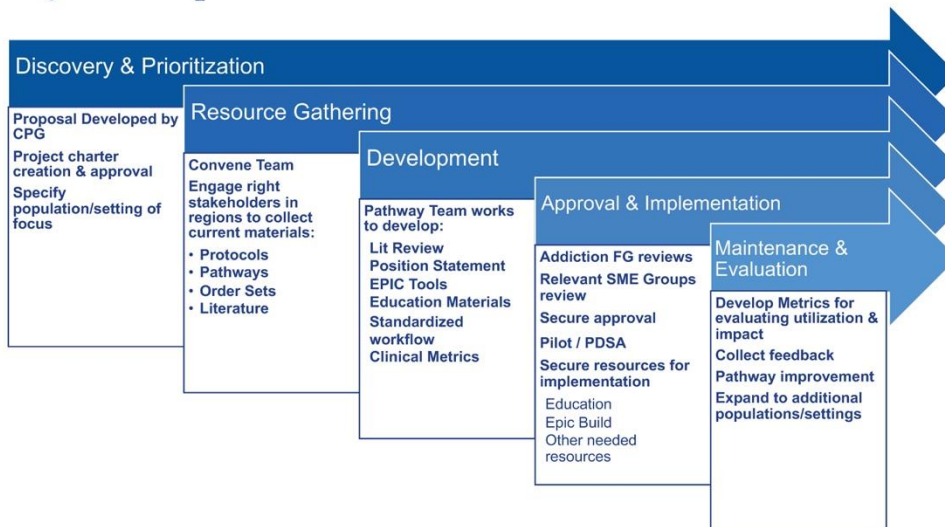 Discovery & Prioritization
Proposal Developed by
CPG
Project charter
creation & approval
Specify
population/setting of
focus
Resource Gathering
Convene Team
Engage right
stakeholders in
regions to collect
current materials:
• Protocols
• Pathways
• Order Sets
• Literature
Development
Pathway Team works
to develop:
Lit Review
Position Statement
EPIC Tools
Education Materials
Standardized
workflow
Clinical Metrics
Approval & Implementation
Addiction FG reviews
Relevant SME Groups
review
Secure approval
Pilot / PDSA
Secure resources for
implementation
Education
Epic Build
Other needed
resources
Maintenance &
Evaluation
Develop Metrics for
evaluating utilization &
impact
Collect feedback
Pathway improvement
Expand to additional
populations/settings